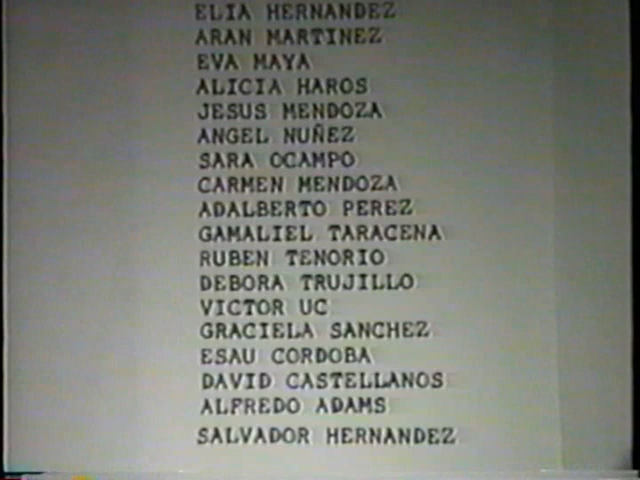 ELIA HERNANDEZ
ARAN MARTINEZ
EVA MAYA
ALICIA HAROS
JESUS MENDOZA
ANGEL NUÑEZ
SARA OCAMPO
CARMEN MENDOZA
ADALBERTO PEREZ
GAMALIEL TARACENA
RUBEN TENORIO
DEBORA TRUJILLO
VICTOR UC
GRACIELA SANCHEZ
ESAU CORDOBA
DAVID CASTELLANOS
ALFREDO ADAMS
SALVADOR HERNANDEZ